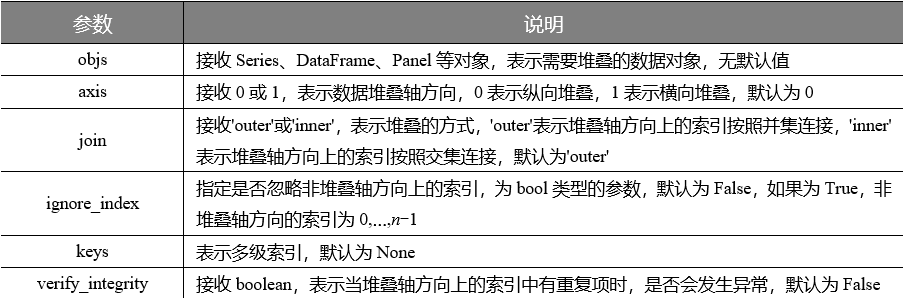 参数 说明
objs 接收 Series、DataFrame、Panel 等对象，表示需要堆叠的数据对象，无默认值
axis 接收 0 或 1，表示数据堆叠轴方向，0 表示纵向堆叠，1 表示横向堆叠，默认为 0
join 接收'outer'或'inner'，表示堆叠的方式，'outer'表示堆叠轴方向上的索引按照并集连接，'inner'
表示堆叠轴方向上的索引按照交集连接，默认为'outer'
ignore_index 指定是否忽略非堆叠轴方向上的索引，为 bool 类型的参数，默认为 False，如果为 True，非
堆叠轴方向的索引为 0,…,n−1
keys 表示多级索引，默认为 None
verify_integrity 接收 boolean，表示当堆叠轴方向上的索引中有重复项时，是否会发生异常，默认为 False